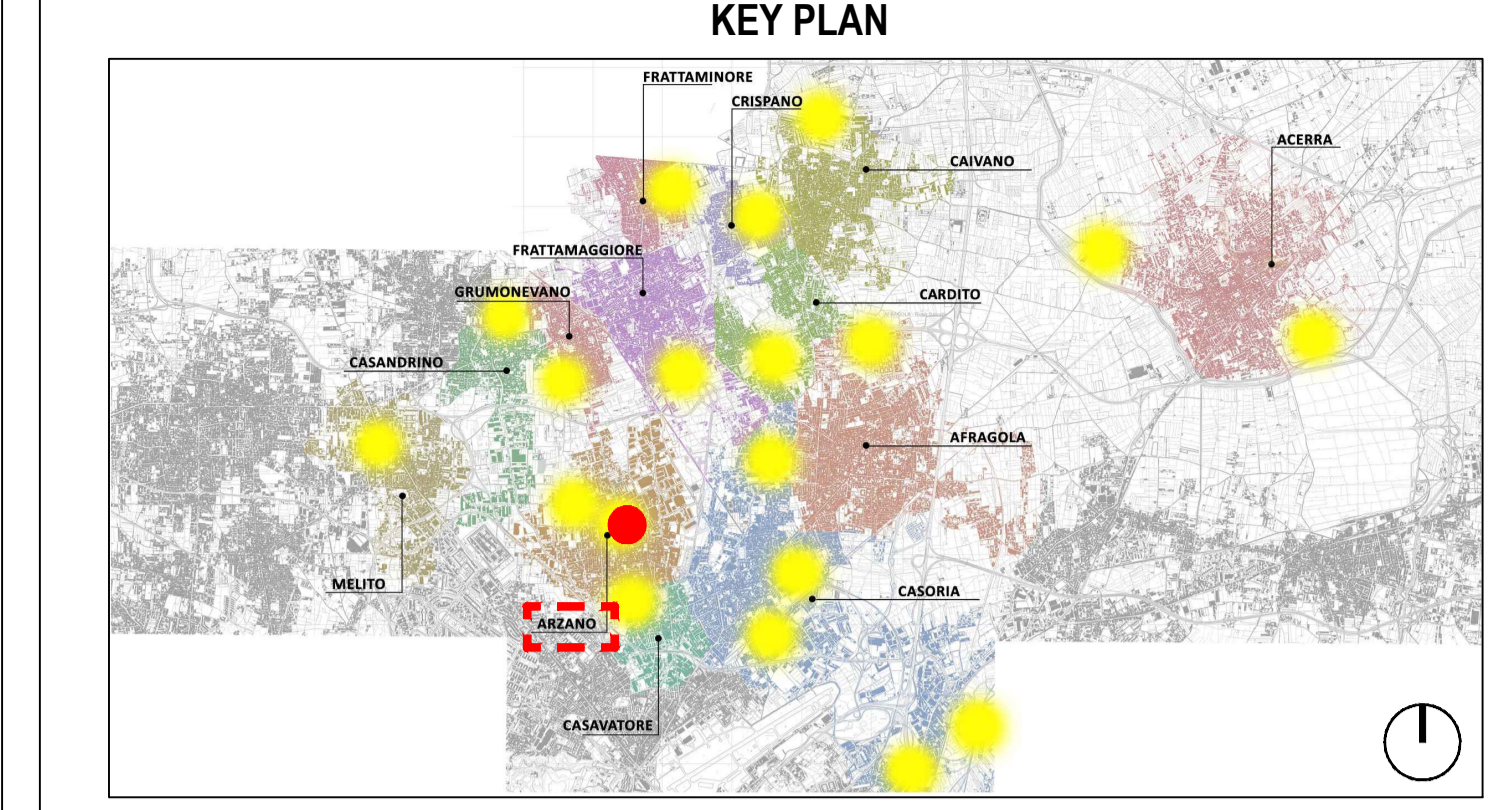 KEY PLAN
FRATTAMINORE
CRISPANO
ACERRA
CAIVANO
FRATTAMAGGIORE
GRUMONEVANO
CARDITO
CASANDRINO
AFRAGOLA
MELITO
CASORIA
ARZANO
CASAVATORE